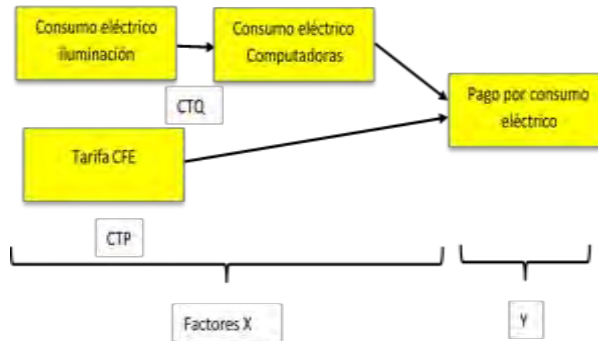 Consumo eléctrico
iluminación
Consumo eléctrico
Computadoras
CTQ
Pago por consumo
eléctrico
Tarifa CFE
CTP
Factores X
Y